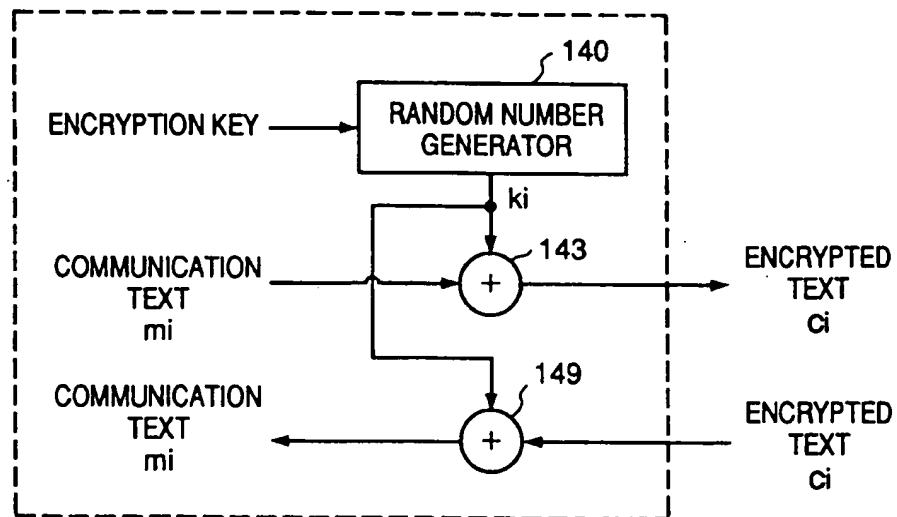 140
ENCRYPTION KEY
RANDOM NUMBER
GENERATOR
ki
143
COMMUNICATION
TEXT
mi
+
ENCRYPTED
TEXT
ci
149
COMMUNICATION
TEXT
mi
+
ENCRYPTED
TEXT
ci